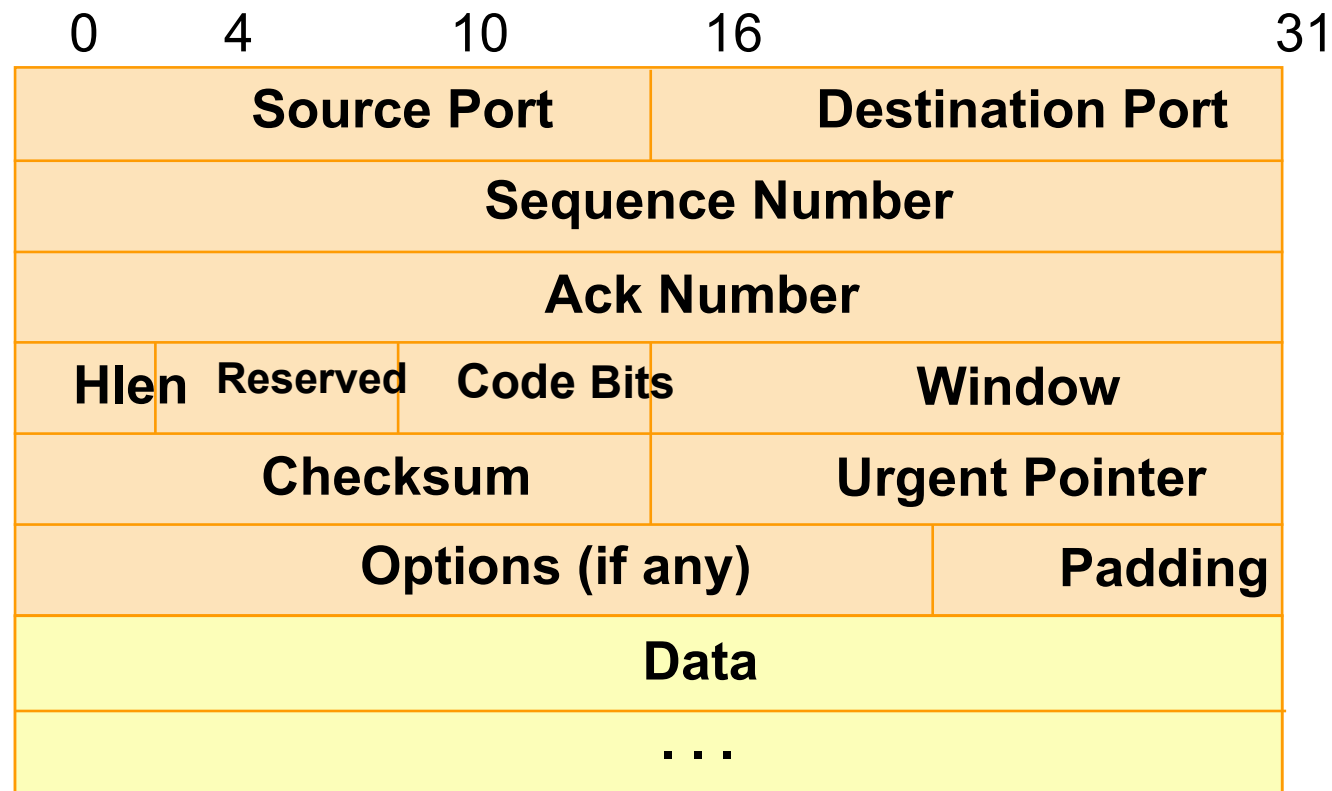 0 4 10 16 31
Source Port Destination Port
Sequence Number
Ack Number
Hlen Reserved Code Bits Window
Checksum Urgent Pointer
Options (if any) Padding
Data
. . .